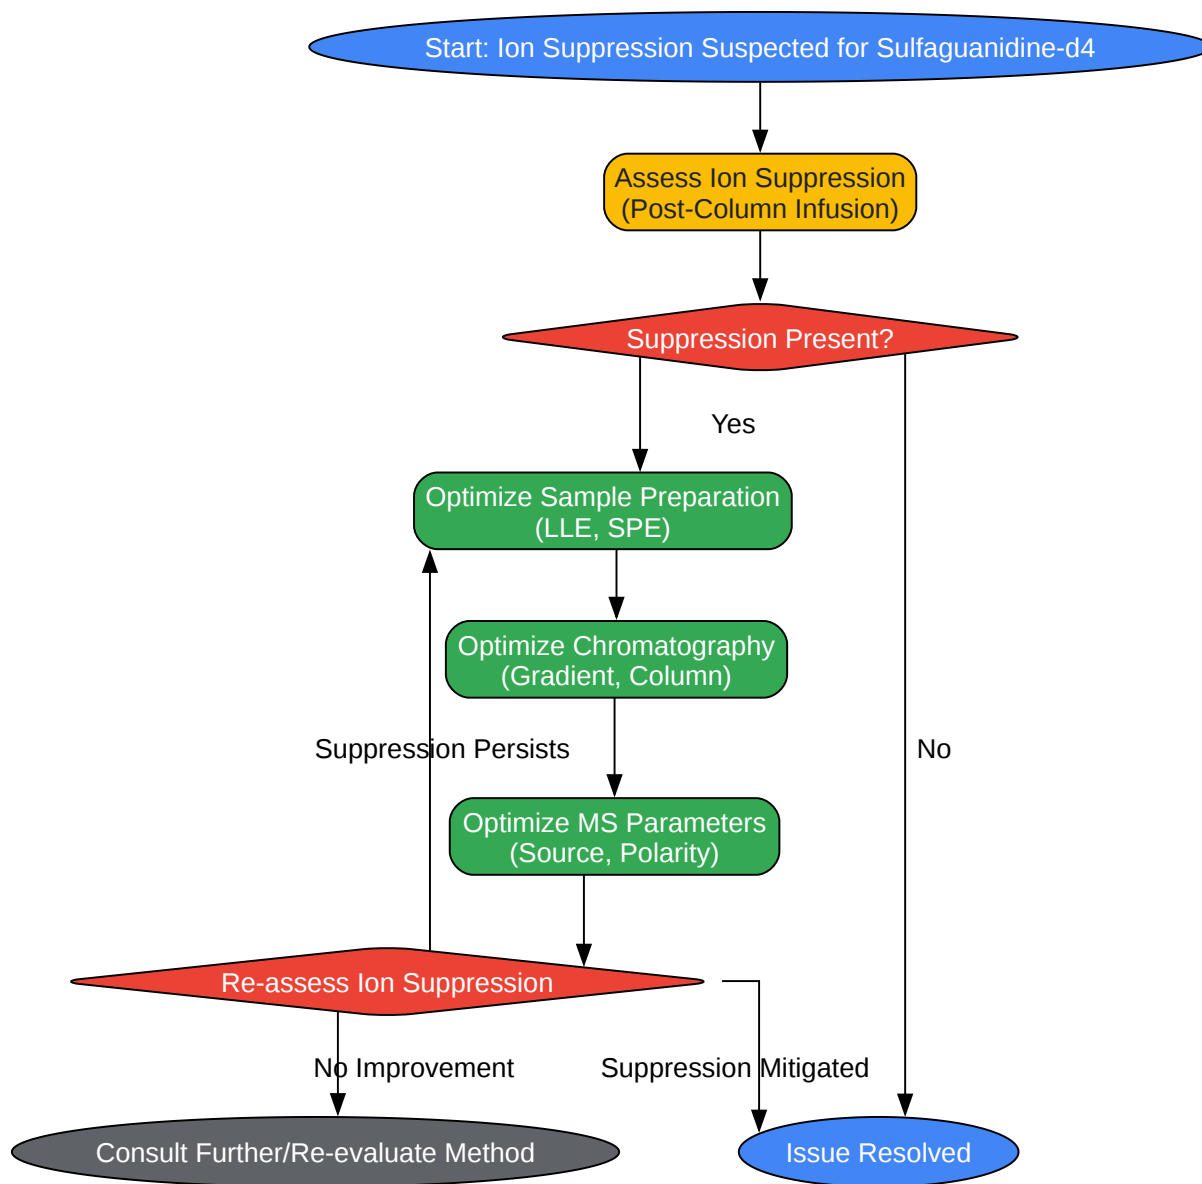 Start: Ion Suppression Suspected for Sulfaguanidine-d4
Assess Ion Suppression
(Post-Column Infusion)
Suppression Present?
Yes
Optimize Sample Preparation
(LLE, SPE)
Optimize Chromatography
(Gradient, Column)
Suppression Persists
No
Optimize MS Parameters
(Source, Polarity)
Re-assess Ion Suppression
No Improvement
Suppression Mitigated
Consult Further/Re-evaluate Method
Issue Resolved